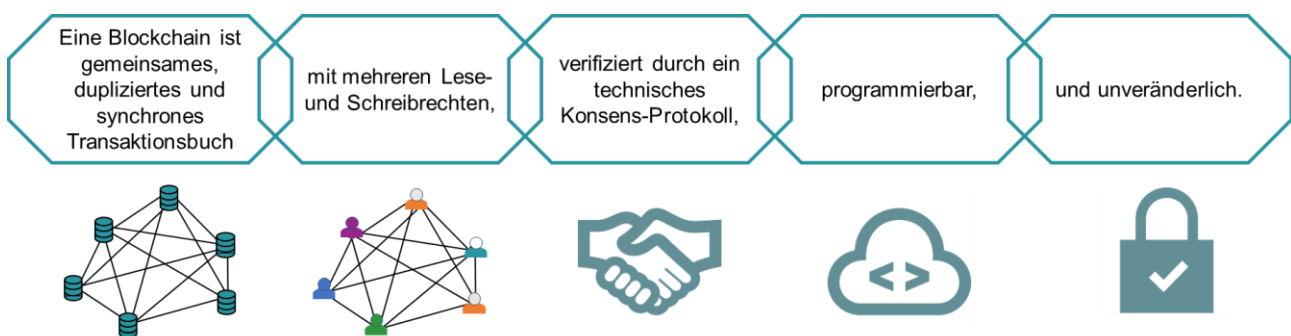 Eine Blockchain ist
gemeinsames,
dupliziertes und
synchrones
Transaktionsbuch
mit mehreren Lese-
und Schreibrechten,
verifiziert durch ein
technisches
Konsens-Protokoll,
programmierbar,
und unveränderlich.
<>